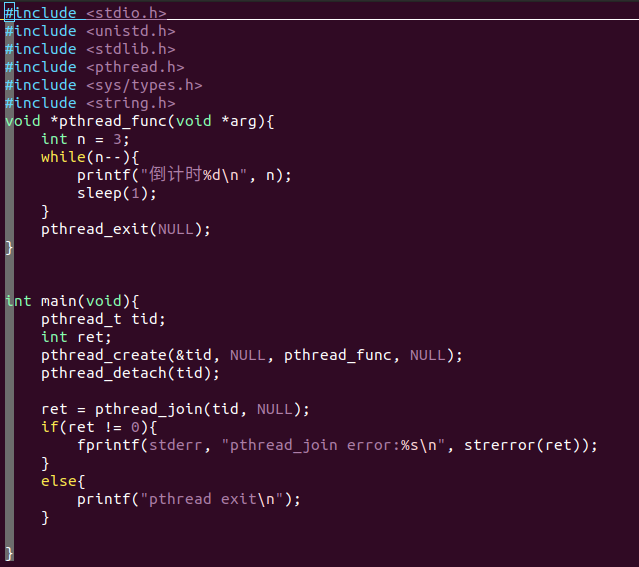 #include <stdio.h>
#include <unistd.h>
#include <stdlib.h>
#include <pthread.h>
#include <sys/types.h>
#include <string.h>
void *pthread_func(void *arg){
    int n = 3;
    while(n--){
        printf("倒计时%d\n", n);
        sleep(1);
    }
    pthread_exit(NULL);
}
int main(void){
    pthread_t tid;
    int ret;
    pthread_create(&tid, NULL, pthread_func, NULL);
    pthread_detach(tid);
    ret = pthread_join(tid, NULL);
    if(ret != 0){
        fprintf(stderr, "pthread_join error:%s\n", strerror(ret));
    }
    else{
        printf("pthread exit\n");
    }
}